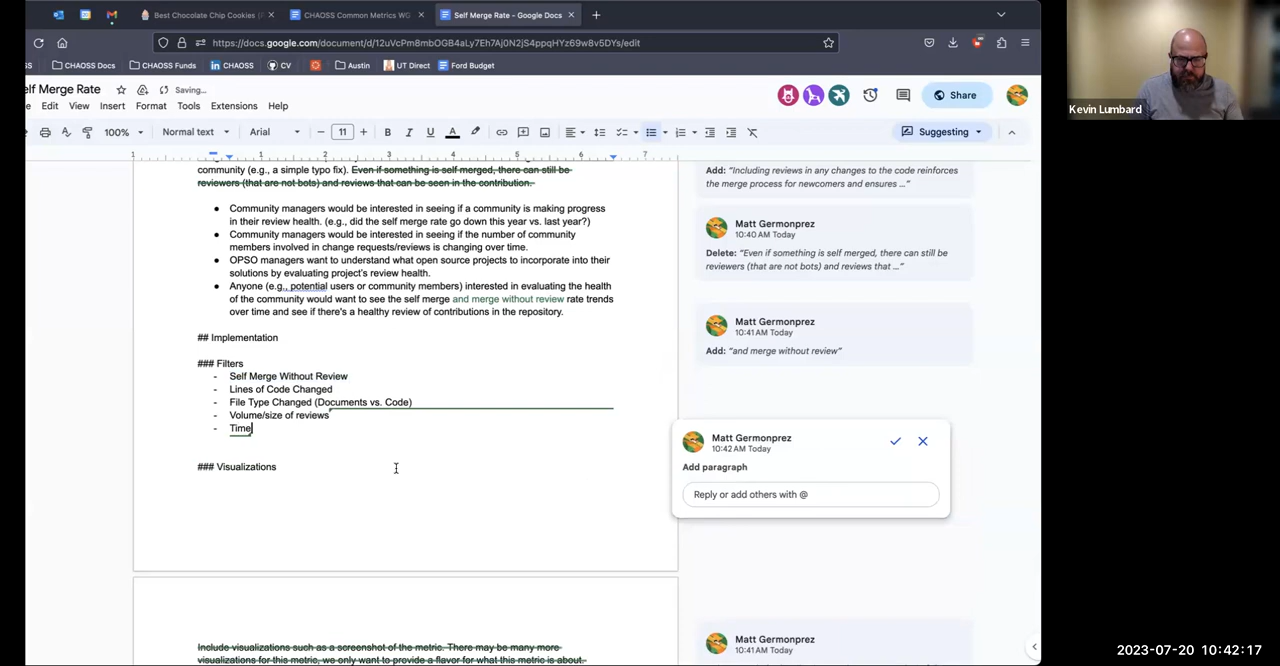 Best Chocolate Chip Cookies (F
CHAOSS Common Metrics WG
Self Merge Rate - Google Docs
https://docs.google.com/document/d/12uVcPm8mbOGB4aLy7Eh7Aj0N2jS4ppqHYz69w8v5DYs/edit
SS
CHAOSS Docs
CHAOSS Funds
CHAOSS
CV
Austin
UT Direct
Ford Budget
elf Merge Rate
Saving...
e
Edit
View
Insert
Format
Tools
Extensions
Help
Share
100%
Normal text
Arial
11
Suggesting
1 1 2 3 4 5 6 7
community (e.g., a simple typo fix). Even if something is self merged, there can still be
reviewers (that are not bots) and reviews that can be seen in the contribution.
● Community managers would be interested in seeing if a community is making progress
in their review health. (e.g., did the self merge rate go down this year vs. last year?)
● Community managers would be interested in seeing if the number of community
members involved in change requests/reviews is changing over time.
● OPSO managers want to understand what open source projects to incorporate into their
solutions by evaluating project's review health.
● Anyone (e.g., potential users or community members) interested in evaluating the health
of the community would want to see the self merge and merge without review rate trends
over time and see if there's a healthy review of contributions in the repository.
## Implementation
### Filters
- Self Merge Without Review
- Lines of Code Changed
- File Type Changed (Documents vs. Code)
- Volume/size of reviews
- Time
### Visualizations
Include visualizations such as a screenshot of the metric. There may be many more
visualizations for this metric, we only want to provide a flavor for what this metric is about.
Add: "Including reviews in any changes to the code reinforces
the merge process for newcomers and ensures ..."
Matt Germonprez
10:40 AM Today
Delete: "Even if something is self merged, there can still be
reviewers (that are not bots) and reviews that ..."
Matt Germonprez
10:41 AM Today
Add: "and merge without review"
Matt Germonprez
10:42 AM Today
Add paragraph
Reply or add others with @
Matt Germonprez
10:41 AM Today
Kevin Lumbard
2023-07-20 10:42:17